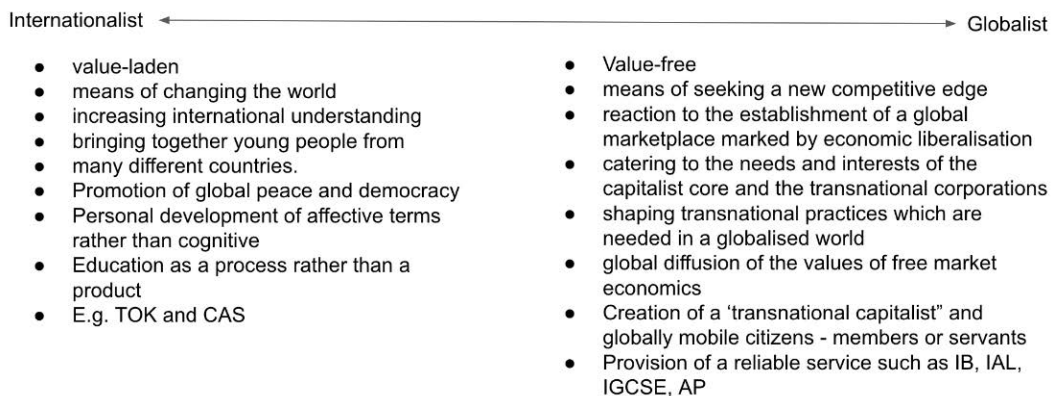 Internationalist
Globalist
● value-laden
● means of changing the world
● increasing international understanding
● bringing together young people from
● many different countries.
● Promotion of global peace and democracy
● Personal development of affective terms
rather than cognitive
● Education as a process rather than a
product
● E.g. TOK and CAS
● Value-free
● means of seeking a new competitive edge
● reaction to the establishment of a global
marketplace marked by economic liberalisation
● catering to the needs and interests of the
capitalist core and the transnational corporations
● shaping transnational practices which are
needed in a globalised world
● global diffusion of the values of free market
economics
● Creation of a ‘transnational capitalist” and
globally mobile citizens - members or servants
● Provision of a reliable service such as IB, IAL,
IGCSE, AP